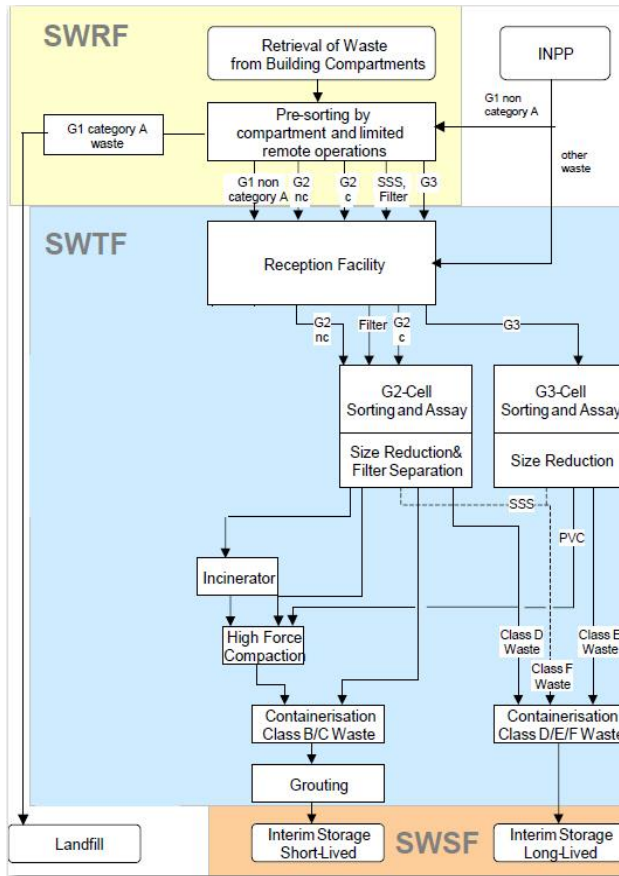 SWRF
Retrieval of Waste
from Building Compartments
INPP
G1 non
category A
G1 category A
waste
Pre-sorting by
compartment and limited
remote operations
other
waste
G1 non
category A
G2
nc
G2
c
SSS,
Filter
G3
SWTF
Reception Facility
G2
nc
Filter
G2
c
G3
G2-Cell
Sorting and Assay
G3-Cell
Sorting and Assay
Size Reduction&
Filter Separation
Size Reduction
SSS
PVC
Incinerator
High Force
Compaction
Class D
Waste
Class E
Waste
Class F
Waste
Containerisation
Class B/C Waste
Containerisation
Class D/E/F Waste
Grouting
Landfill
Interim Storage
Short-Lived
SWSF
Interim Storage
Long-Lived